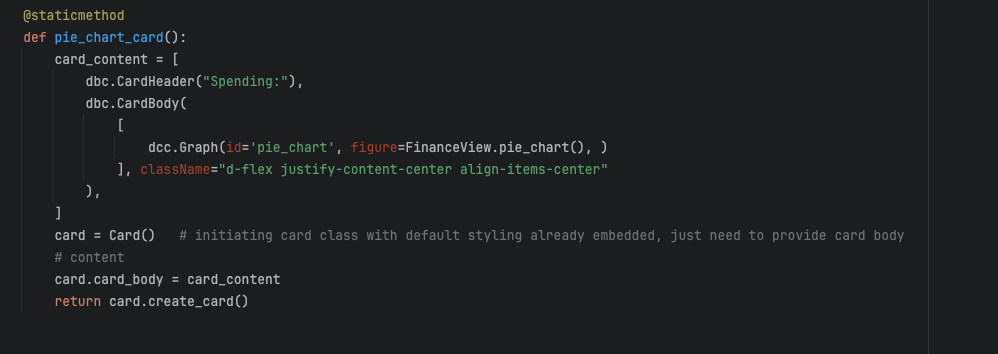 @staticmethod
def pie_chart_card():
    card_content = [
        dbc.CardHeader("Spending:"),
        dbc.CardBody(
            [
                dcc.Graph(id='pie_chart', figure=FinanceView.pie_chart(), )
            ], className="d-flex justify-content-center align-items-center"
        ),
    ]
    card = Card()   # initiating card class with default styling already embedded, just need to provide card body
    # content
    card.card_body = card_content
    return card.create_card()